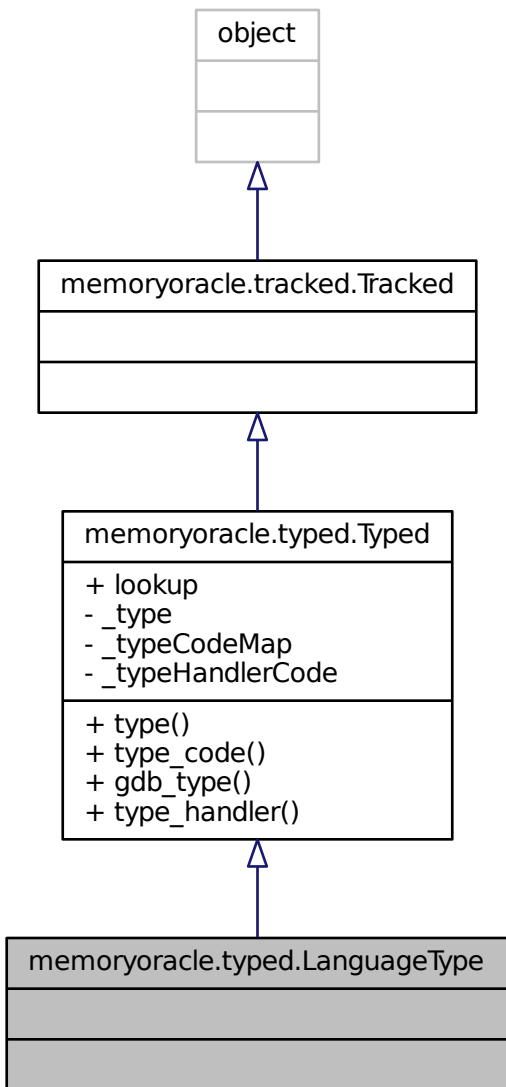 object
memoryoracle.tracked.Tracked
memoryoracle.typed.Typed
+ lookup
- _type
- _typeCodeMap
- _typeHandlerCode
+ type()
+ type_code()
+ gdb_type()
+ type_handler()
memoryoracle.typed.LanguageType